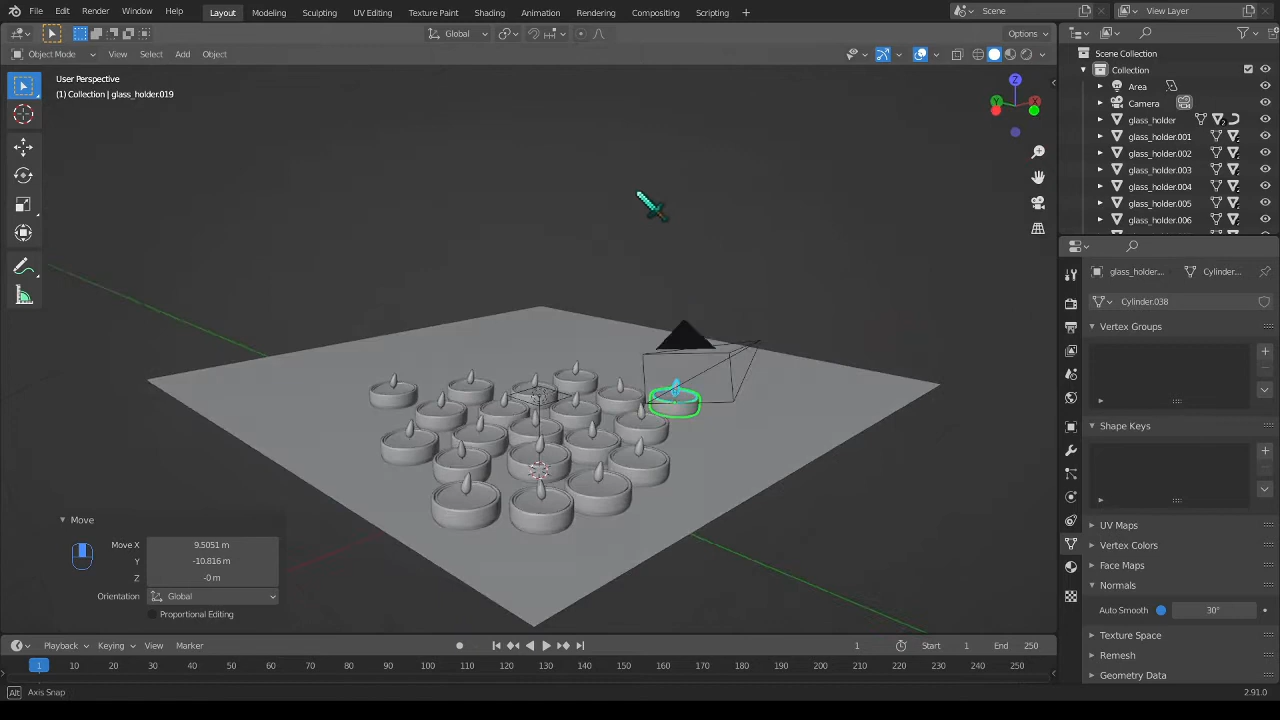 File Edit Render Window Help
Layout Modeling Sculpting UV Editing Texture Paint Shading Animation Rendering Compositing Scripting +
Scene
View Layer
Global
Options
Object Mode View Select Add Object
User Perspective
(1) Collection | glass_holder.019
Z
Y
X
Move
Move X 9.5051 m
Y -10.816 m
Z -0 m
Orientation Global
Proportional Editing
Scene Collection
Collection
Area
Camera
glass_holder
glass_holder.001
glass_holder.002
glass_holder.003
glass_holder.004
glass_holder.005
glass_holder.006
glass_holder... Cylinder...
Cylinder.038
Vertex Groups
Shape Keys
UV Maps
Vertex Colors
Face Maps
Normals
Auto Smooth 30°
Texture Space
Remesh
Geometry Data
Playback Keying View Marker
1 Start 1 End 250
1 10 20 30 40 50 60 70 80 90 100 110 120 130 140 150 160 170 180 190 200 210 220 230 240 250
Alt Axis Snap
2.91.0